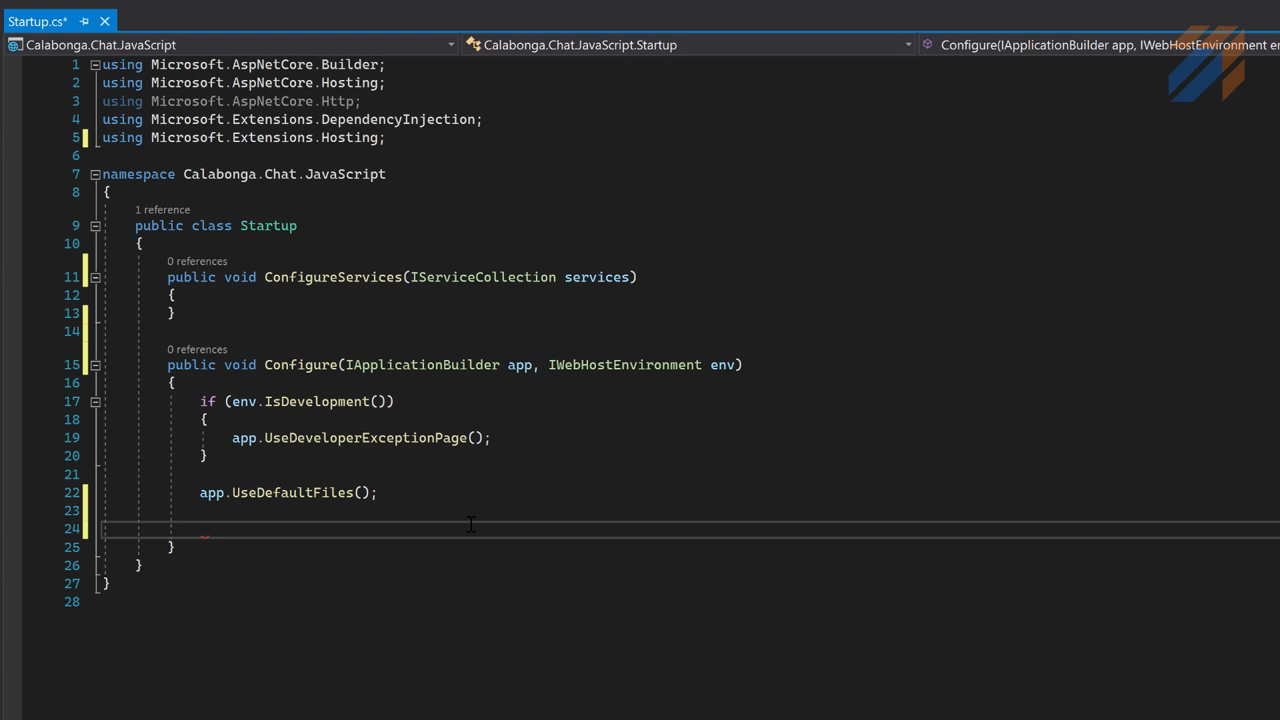 Startup.cs*
Calabonga.Chat.JavaScript
Calabonga.Chat.JavaScript.Startup
Configure(IApplicationBuilder app, IWebHostEnvironment en
1 using Microsoft.AspNetCore.Builder;
2 using Microsoft.AspNetCore.Hosting;
3 using Microsoft.AspNetCore.Http;
4 using Microsoft.Extensions.DependencyInjection;
5 using Microsoft.Extensions.Hosting;
6
7 namespace Calabonga.Chat.JavaScript
8 {
1 reference
9 public class Startup
10 {
0 references
11 public void ConfigureServices(IServiceCollection services)
12 {
13 }
14
0 references
15 public void Configure(IApplicationBuilder app, IWebHostEnvironment env)
16 {
17 if (env.IsDevelopment())
18 {
19 app.UseDeveloperExceptionPage();
20 }
21
22 app.UseDefaultFiles();
23
24
25 }
26 }
27 }
28